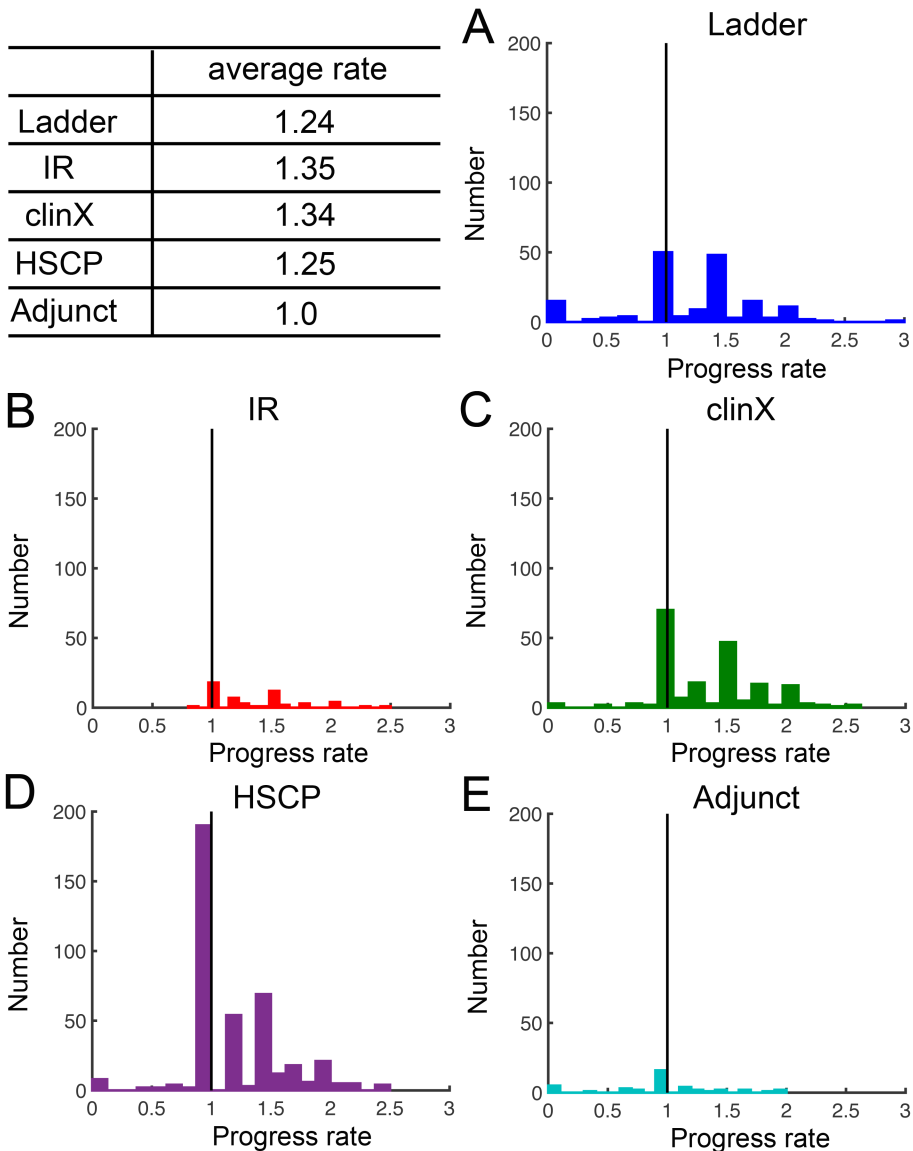 average rate
Ladder 1.24
IR 1.35
clinX 1.34
HSCP 1.25
Adjunct 1.0
A
Ladder
200
150
100
50
0
Number
0 0.5 1 1.5 2 2.5 3
Progress rate
B
IR
200
150
100
50
0
Number
0 0.5 1 1.5 2 2.5 3
Progress rate
C
clinX
200
150
100
50
0
Number
0 0.5 1 1.5 2 2.5 3
Progress rate
D
HSCP
200
150
100
50
0
Number
0 0.5 1 1.5 2 2.5 3
Progress rate
E
Adjunct
200
150
100
50
0
Number
0 0.5 1 1.5 2 2.5 3
Progress rate